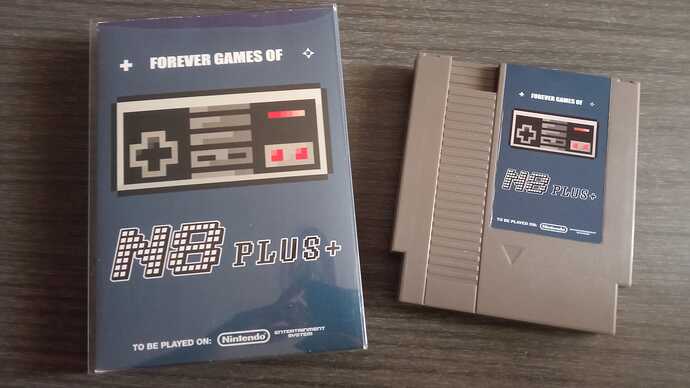 FOREVER GAMES OF
N8 PLUS+
TO BE PLAYED ON: Nintendo ENTERTAINMENT SYSTEM
FOREVER GAMES OF
N8 PLUS+
TO BE PLAYED ON: Nintendo